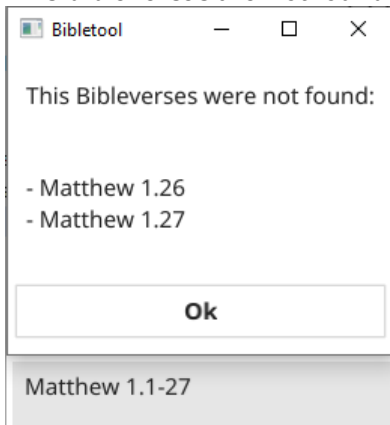 Bibletool
This Bibleverses were not found:
- Matthew 1.26
- Matthew 1.27
Ok
Matthew 1.1-27